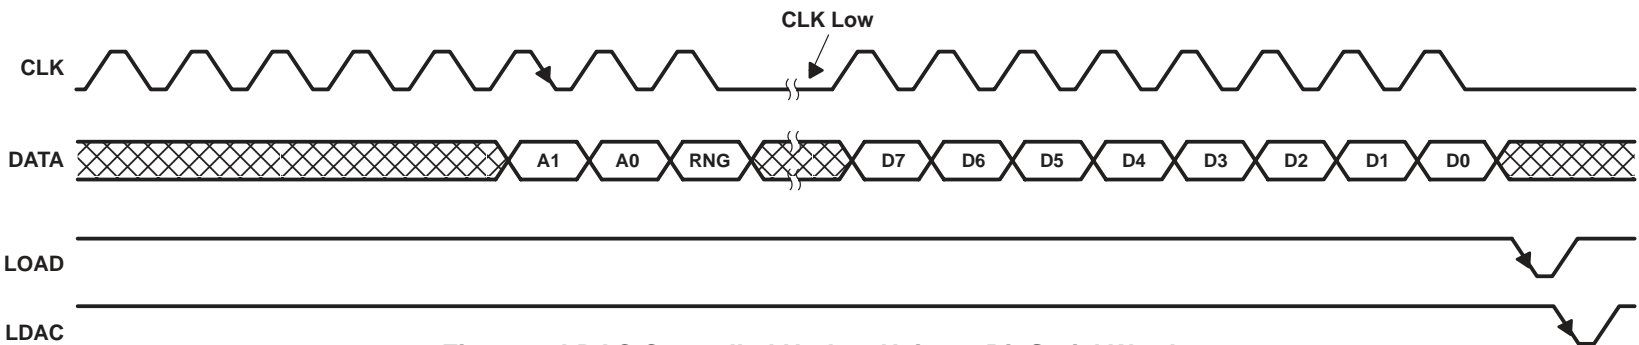 CLK Low
CLK
DATA
A1 A0 RNG D7 D6 D5 D4 D3 D2 D1 D0
LOAD
LDAC